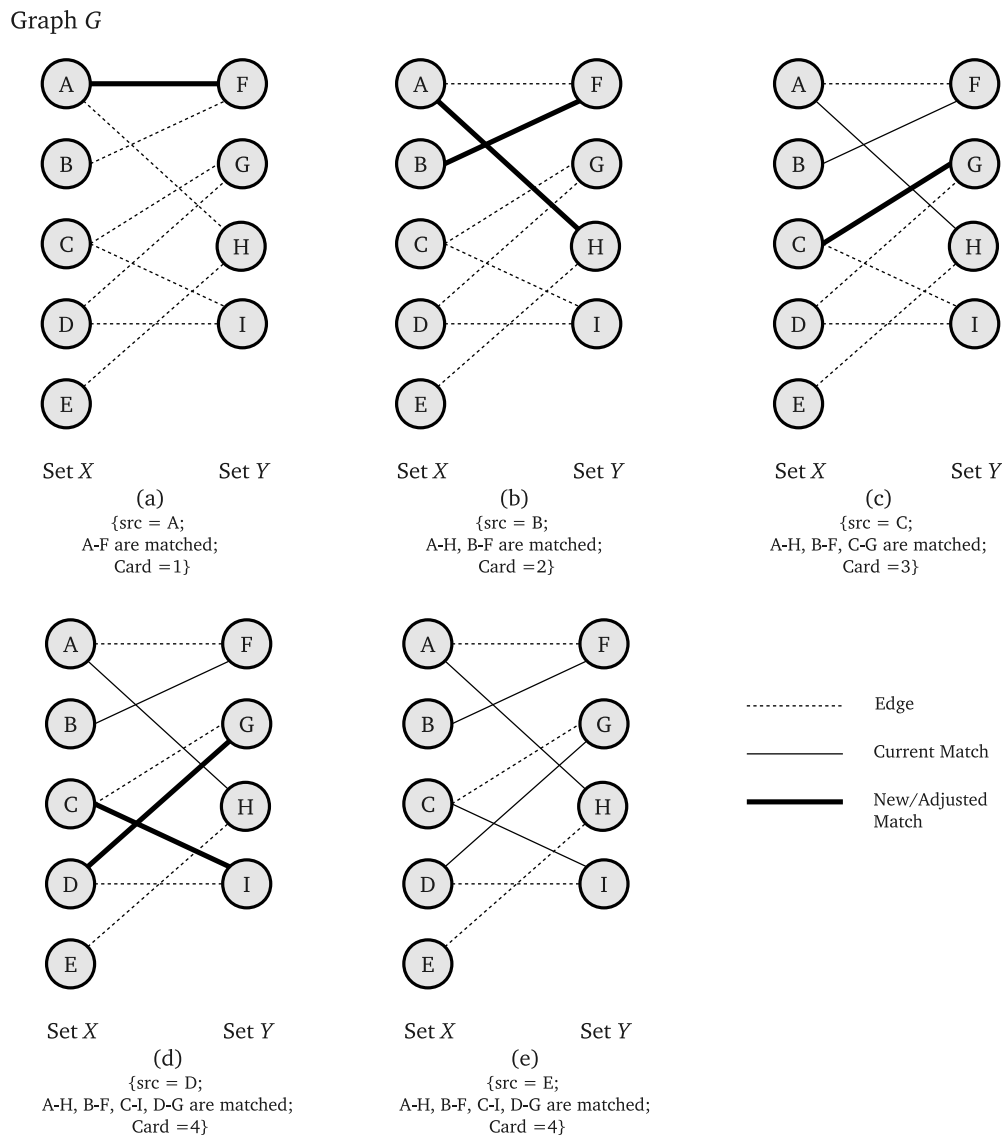 Graph G
A
F
B
G
C
H
D
I
E
Set X
Set Y
(a)
{src = A;
A-F are matched;
Card =1}
A
F
B
G
C
H
D
I
E
Set X
Set Y
(b)
{src = B;
A-H, B-F are matched;
Card =2}
A
F
B
G
C
H
D
I
E
Set X
Set Y
(c)
{src = C;
A-H, B-F, C-G are matched;
Card =3}
A
F
B
G
C
H
D
I
E
Set X
Set Y
(d)
{src = D;
A-H, B-F, C-I, D-G are matched;
Card =4}
A
F
B
G
C
H
D
I
E
Set X
Set Y
(e)
{src = E;
A-H, B-F, C-I, D-G are matched;
Card =4}
Edge
Current Match
New/Adjusted
Match